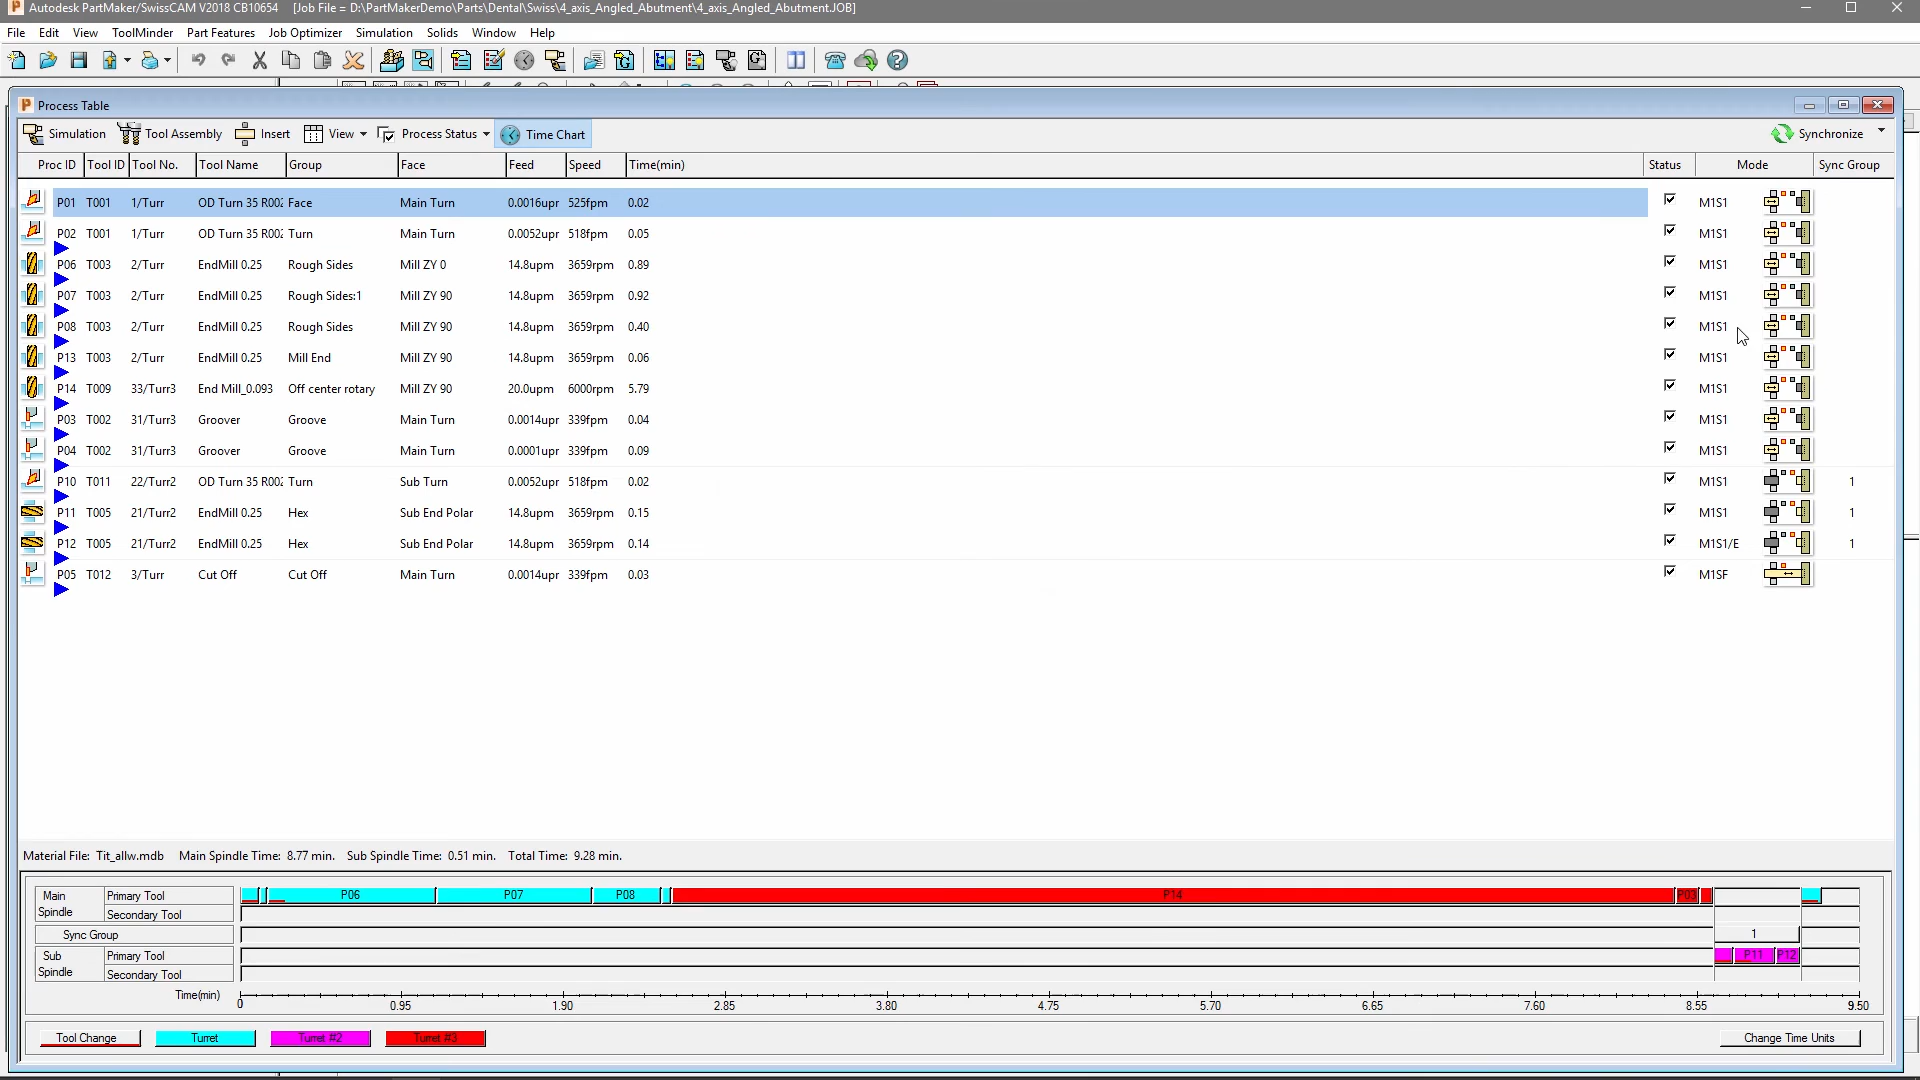 Autodesk PartMaker/SwissCAM V2018 CB10654 [Job File = D:\PartMakerDemo\Parts\Dental\Swiss\4_axis_Angled_Abutment\4_axis_Angled_Abutment.JOB]
File Edit View ToolMinder Part Features Job Optimizer Simulation Solids Window Help
Process Table
Simulation Tool Assembly Insert View Process Status Time Chart Synchronize
Proc ID Tool ID Tool No. Tool Name Group Face Feed Speed Time(min) Status Mode Sync Group
P01 T001 1/Turr OD Turn 35 R002 Face Main Turn 0.0016upr 525fpm 0.02 M1S1
P02 T001 1/Turr OD Turn 35 R002 Turn Main Turn 0.0052upr 518fpm 0.05 M1S1
P06 T003 2/Turr EndMill 0.25 Rough Sides Mill ZY 0 14.8upm 3659rpm 0.89 M1S1
P07 T003 2/Turr EndMill 0.25 Rough Sides:1 Mill ZY 90 14.8upm 3659rpm 0.92 M1S1
P08 T003 2/Turr EndMill 0.25 Rough Sides Mill ZY 90 14.8upm 3659rpm 0.40 M1S1
P13 T003 2/Turr EndMill 0.25 Mill End Mill ZY 90 14.8upm 3659rpm 0.06 M1S1
P14 T009 33/Turr3 End Mill_0.093 Off center rotary Mill ZY 90 20.0upm 6000rpm 5.79 M1S1
P03 T002 31/Turr3 Groover Groove Main Turn 0.0014upr 339fpm 0.04 M1S1
P04 T002 31/Turr3 Groover Groove Main Turn 0.0001upr 339fpm 0.09 M1S1
P10 T011 22/Turr2 OD Turn 35 R002 Turn Sub Turn 0.0052upr 518fpm 0.02 M1S1 1
P11 T005 21/Turr2 EndMill 0.25 Hex Sub End Polar 14.8upm 3659rpm 0.15 M1S1 1
P12 T005 21/Turr2 EndMill 0.25 Hex Sub End Polar 14.8upm 3659rpm 0.14 M1S1/E 1
P05 T012 3/Turr Cut Off Cut Off Main Turn 0.0014upr 339fpm 0.03 M1SF
Material File: Tit_allw.mdb Main Spindle Time: 8.77 min. Sub Spindle Time: 0.51 min. Total Time: 9.28 min.
Main Spindle Primary Tool P06 P07 P08 P14 P03
Secondary Tool
Sync Group 1
Sub Spindle Primary Tool P11 P12
Secondary Tool
Time(min) 0 0.95 1.90 2.85 3.80 4.75 5.70 6.65 7.60 8.55 9.50
Tool Change Turret Turret #2 Turret #3 Change Time Units